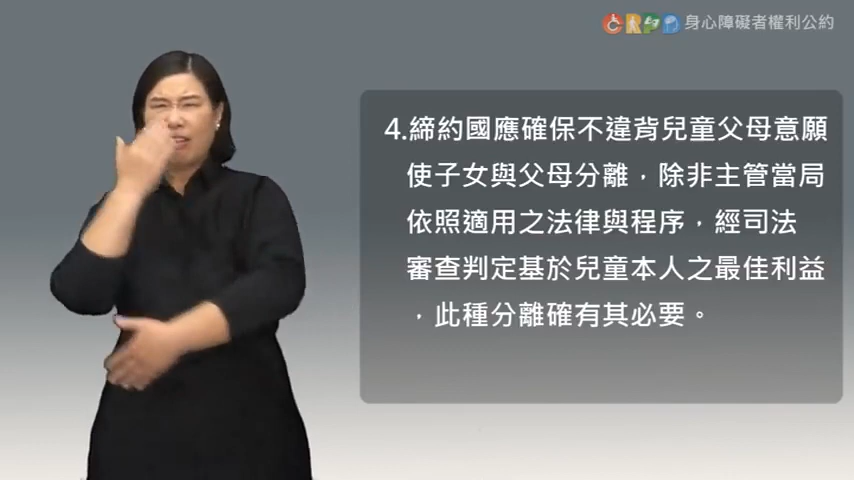 CRPD 身心障礙者權利公約
4.締約國應確保不違背兒童父母意願
使子女與父母分離，除非主管當局
依照適用之法律與程序，經司法
審查判定基於兒童本人之最佳利益
，此種分離確有其必要。